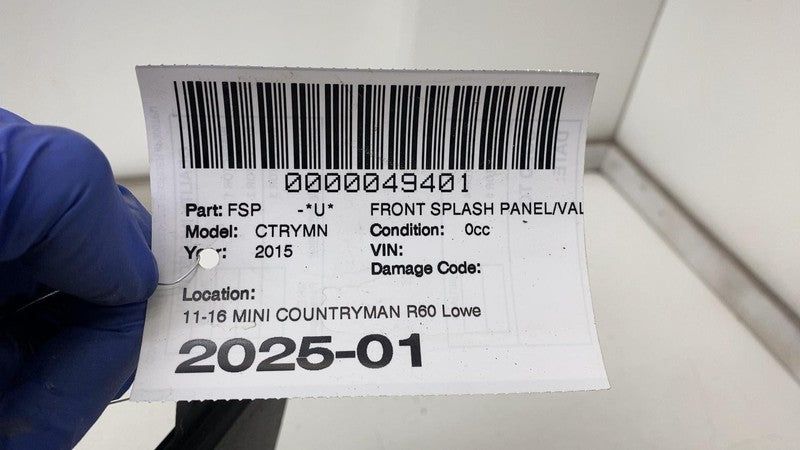 0000049401
Part: FSP -*U* FRONT SPLASH PANEL/VAL
Model: CTRYMN Condition: 0cc
Year: 2015 VIN:
Damage Code:
Location:
11-16 MINI COUNTRYMAN R60 Lowe
2025-01